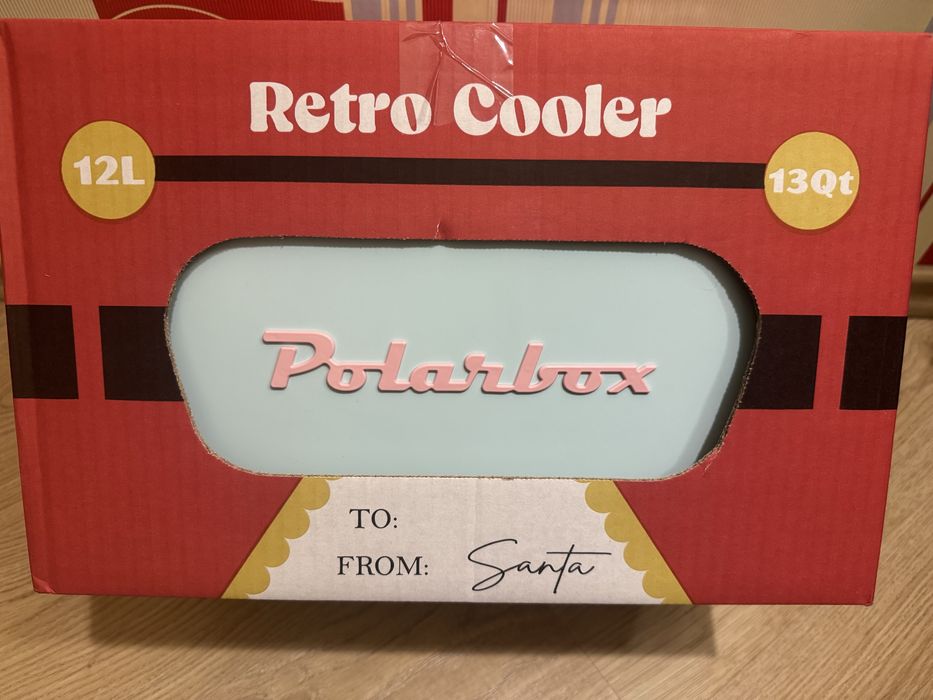 Retro Cooler
12L
13Qt
Polarbox
TO:
FROM: Santa